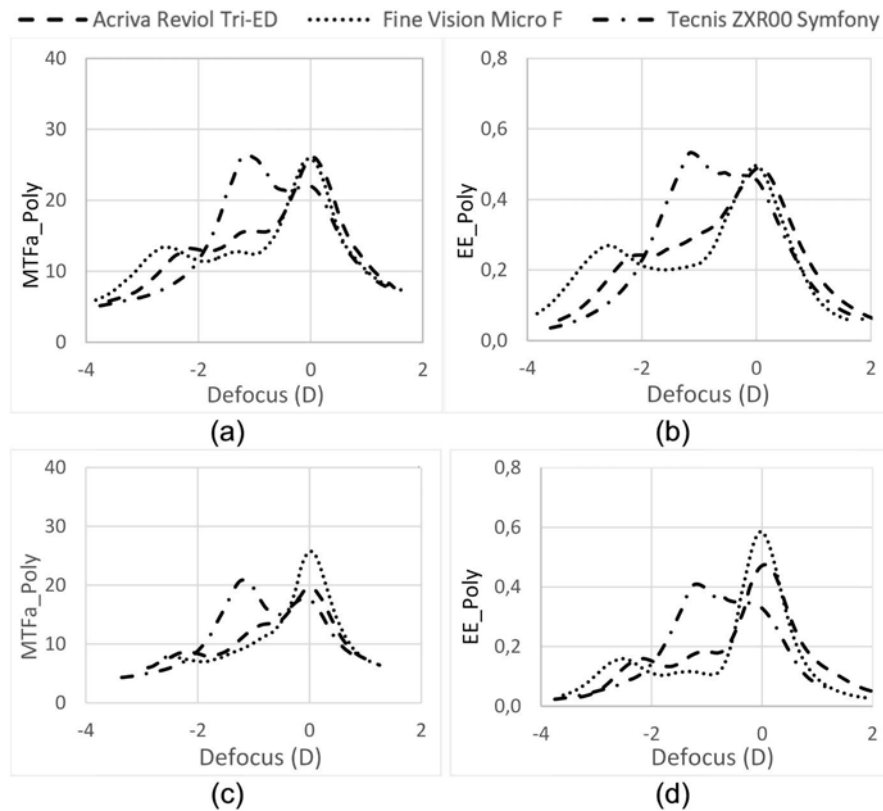 Acriva Reviol Tri-ED Fine Vision Micro F Tecnis ZXR00 Symfony
MTFa_Poly
40
30
20
10
0
-4 -2 0 2
Defocus (D)
(a)
EE_Poly
0,8
0,6
0,4
0,2
0,0
-4 -2 0 2
Defocus (D)
(b)
MTFa_Poly
40
30
20
10
0
-4 -2 0 2
Defocus (D)
(c)
EE_Poly
0,8
0,6
0,4
0,2
0,0
-4 -2 0 2
Defocus (D)
(d)